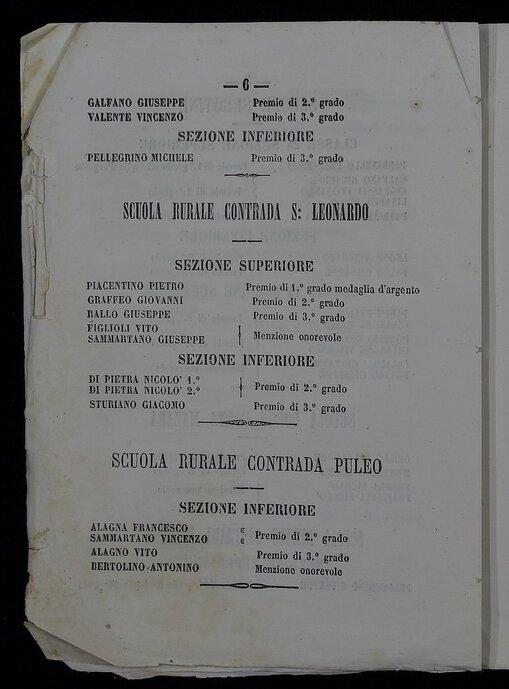 — 6 —
GALFANO GIUSEPPE Premio di 2.º grado
VALENTE VINCENZO Premio di 3.º grado
SEZIONE INFERIORE
PELLEGRINO MICHELE Premio di 3.º grado
SCUOLA RURALE CONTRADA S: LEONARDO
SEZIONE SUPERIORE
PIACENTINO PIETRO Premio di 1.º grado medaglia d'argento
GRAFFEO GIOVANNI Premio di 2.º grado
RALLO GIUSEPPE Premio di 3.º grado
FIGLIOLI VITO
SAMMARTANO GIUSEPPE Menzione onorevole
SEZIONE INFERIORE
DI PIETRA NICOLO' 1.º
DI PIETRA NICOLO' 2.º Premio di 2.º grado
STURIANO GIACOMO Premio di 3.º grado
SCUOLA RURALE CONTRADA PULEO
SEZIONE INFERIORE
ALAGNA FRANCESCO
SAMMARTANO VINCENZO Premio di 2.º grado
ALAGNO VITO Premio di 3.º grado
BERTOLINO ANTONINO Menzione onorevole